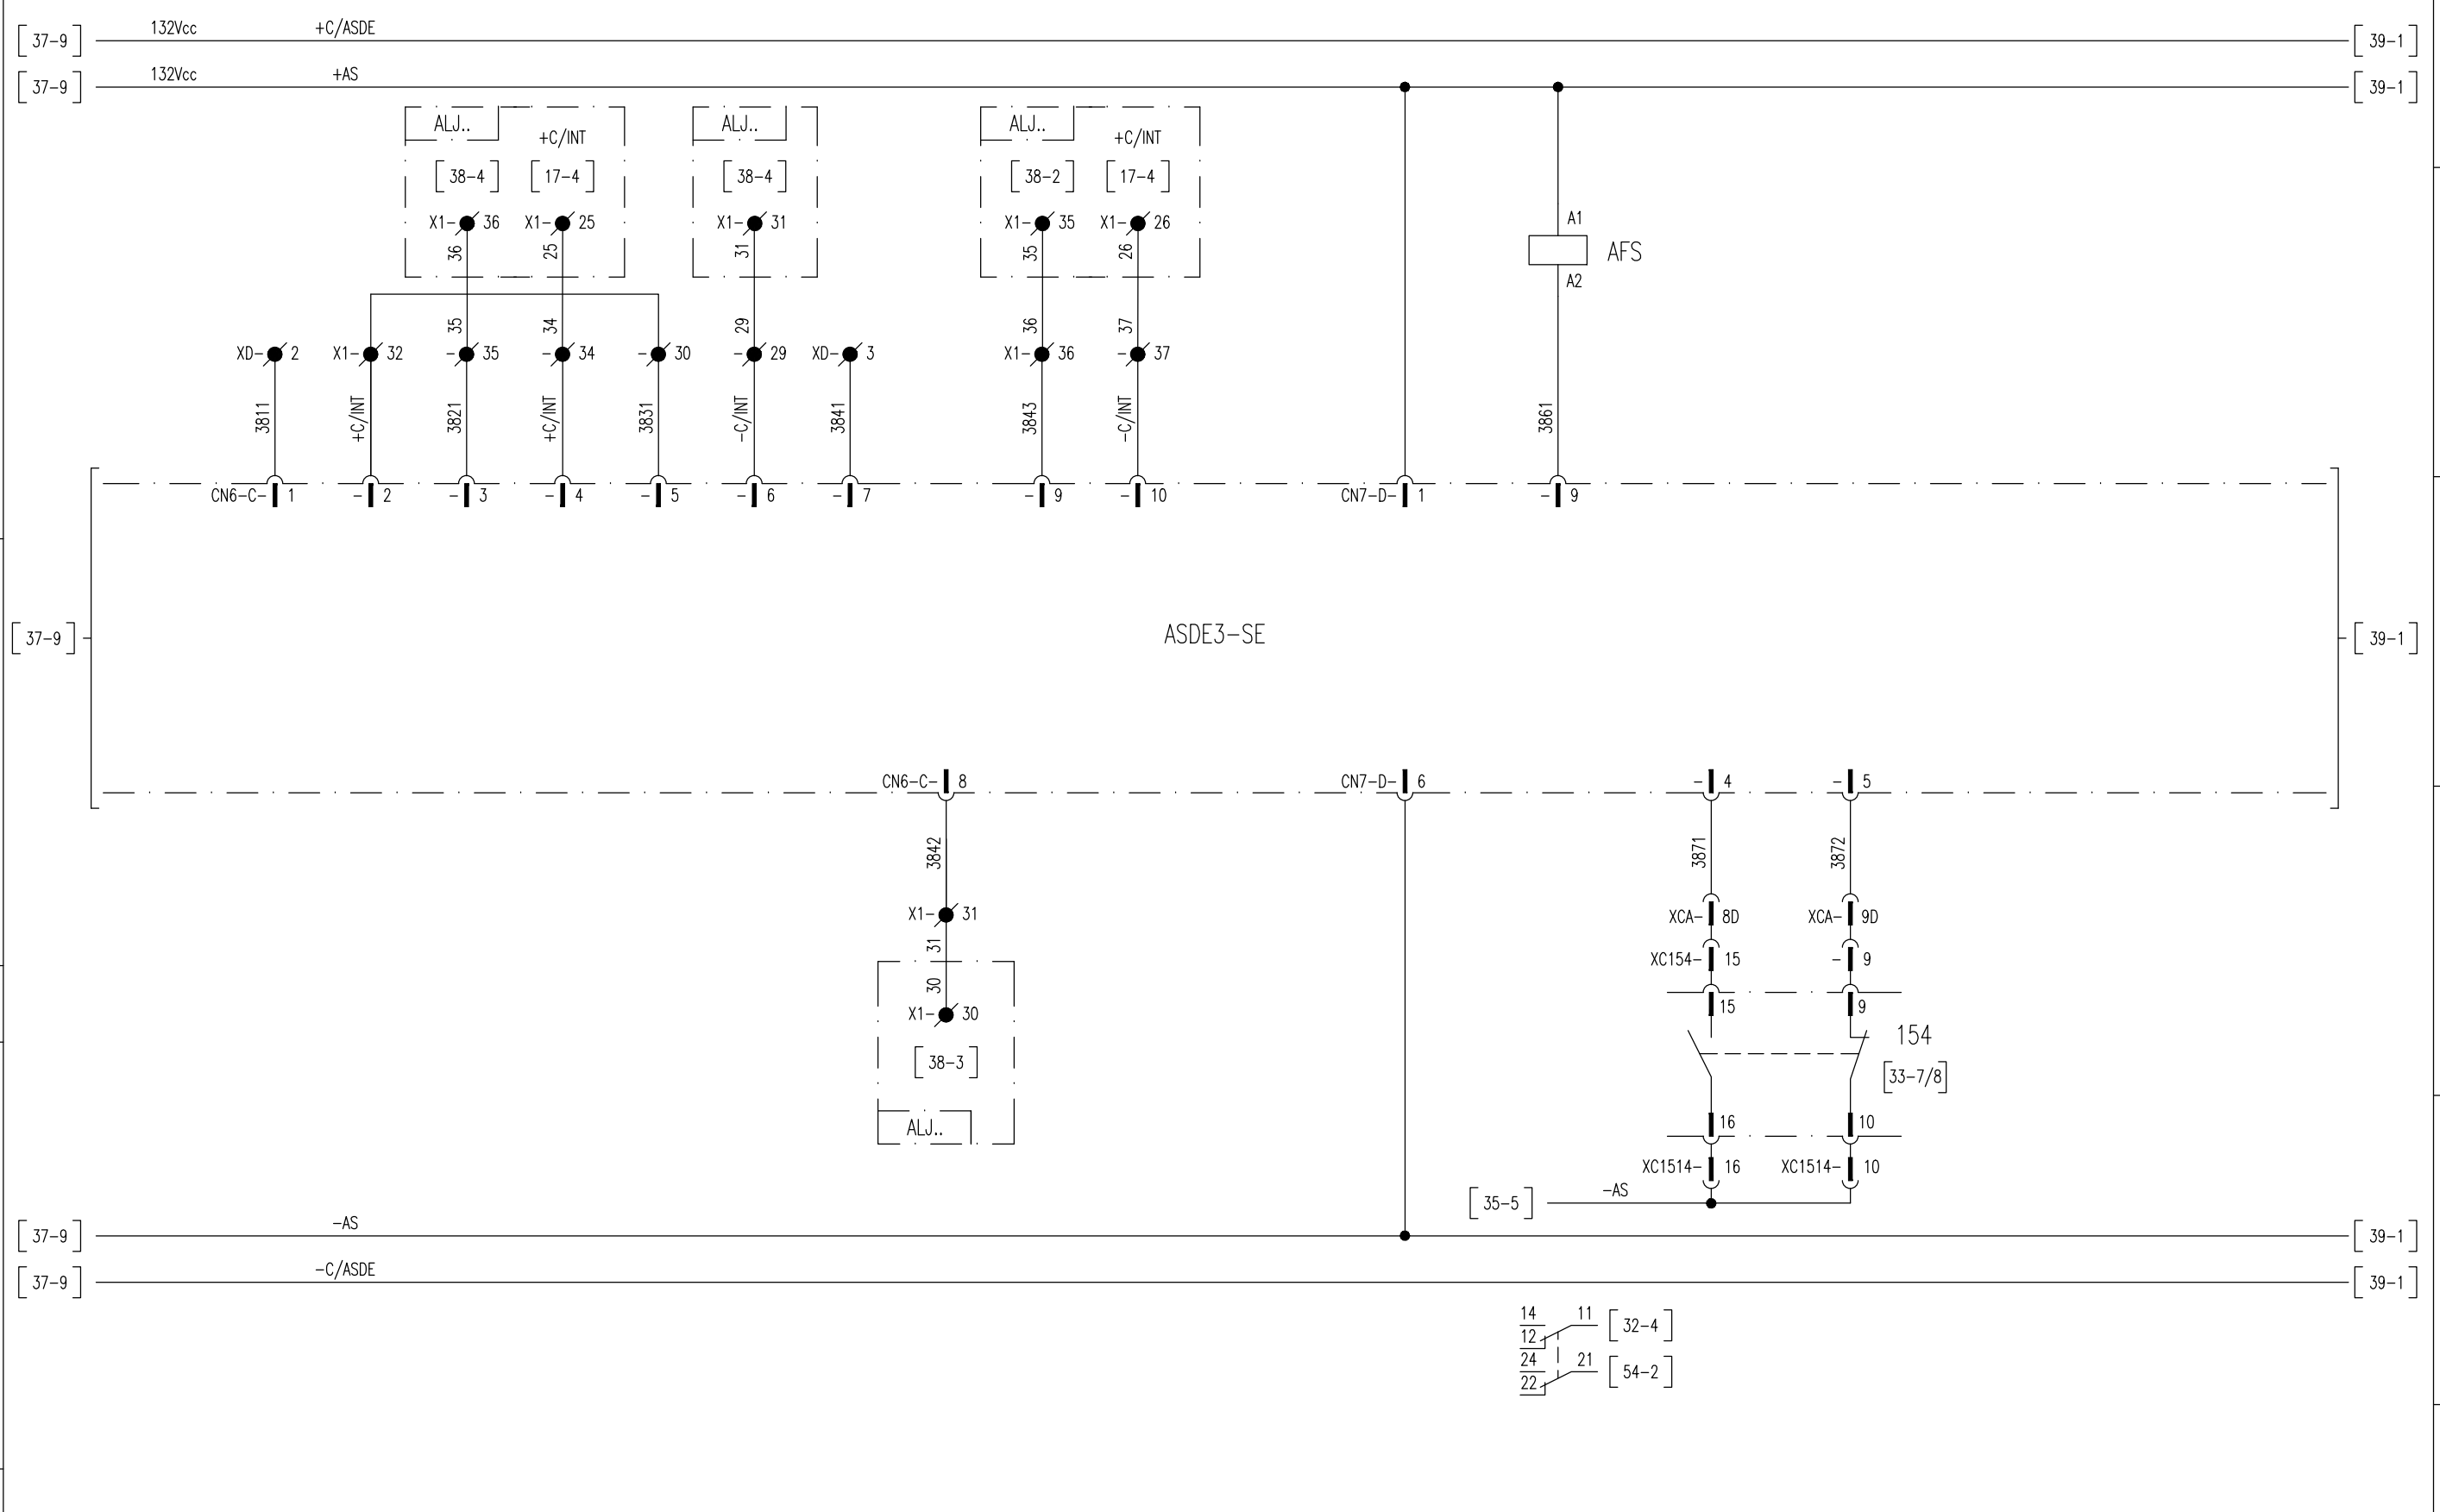 37-9 132Vcc +C/ASDE 39-1
37-9 132Vcc +AS 39-1
ALJ.. +C/INT ALJ.. ALJ.. +C/INT
38-4 17-4 38-4 38-2 17-4
X1- 36 X1- 25 X1- 31 X1- 35 X1- 26 A1
36 25 31 35 26 AFS
A2
35 34 29 36 37
XD- 2 X1- 32 - 35 - 34 - 30 - 29 XD- 3 X1- 36 - 37
3811 +C/INT 3821 +C/INT 3831 -C/INT 3841 3843 -C/INT 3861
CN6-C- 1 - 2 - 3 - 4 - 5 - 6 - 7 - 9 - 10 CN7-D- 1 - 9
37-9 ASDE3-SE 39-1
CN6-C- 8 CN7-D- 6 - 4 - 5
3842 3871 3872
X1- 31 XCA- 8D XCA- 9D
31 XC154- 15 - 9
30 15 9
X1- 30 154
38-3 33-7/8
ALJ.. 16 10
XC1514- 16 XC1514- 10
35-5 -AS
37-9 -AS 39-1
37-9 -C/ASDE 39-1
14 11 32-4
12
24 21 54-2
22